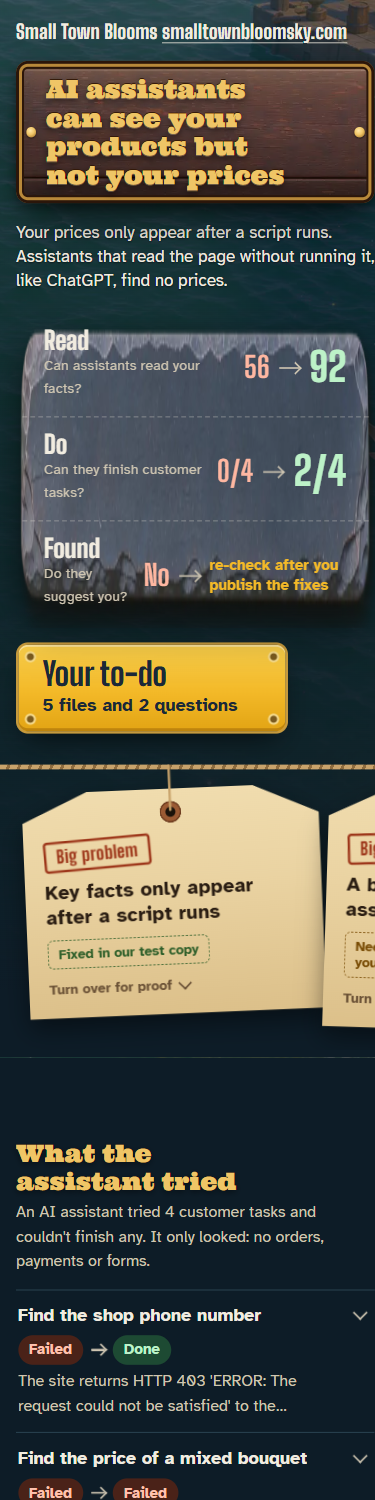 Small Town Blooms smalltownbloomsky.com
AI assistants
can see your
products but
not your prices
Your prices only appear after a script runs.
Assistants that read the page without running it,
like ChatGPT, find no prices.
Read
Can assistants read your
facts?
56 → 92
Do
Can they finish customer
tasks?
0/4 → 2/4
Found
Do they
suggest you?
No → re-check after you
publish the fixes
Your to-do
5 files and 2 questions
Big problem
Key facts only appear
after a script runs
Fixed in our test copy
Turn over for proof
Big
A b
ass
Nee
you
Turn
What the
assistant tried
An AI assistant tried 4 customer tasks and
couldn't finish any. It only looked: no orders,
payments or forms.
Find the shop phone number
Failed → Done
The site returns HTTP 403 'ERROR: The
request could not be satisfied' to the...
Find the price of a mixed bouquet
Failed → Failed